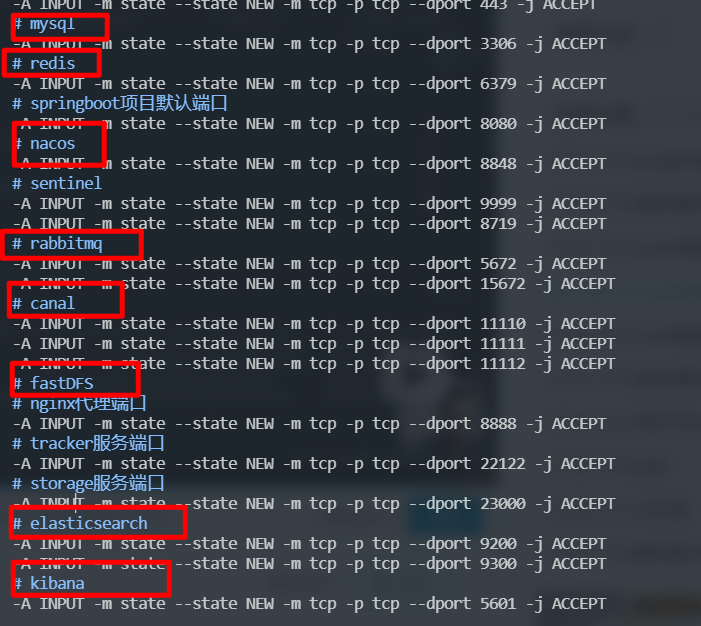 -A INPUT -m state --state NEW -m tcp -p tcp --dport 443 -j ACCEPT
# mysql
-A INPUT -m state --state NEW -m tcp -p tcp --dport 3306 -j ACCEPT
# redis
-A INPUT -m state --state NEW -m tcp -p tcp --dport 6379 -j ACCEPT
# springboot项目默认端口
-A INPUT -m state --state NEW -m tcp -p tcp --dport 8080 -j ACCEPT
# nacos
-A INPUT -m state --state NEW -m tcp -p tcp --dport 8848 -j ACCEPT
# sentinel
-A INPUT -m state --state NEW -m tcp -p tcp --dport 9999 -j ACCEPT
-A INPUT -m state --state NEW -m tcp -p tcp --dport 8719 -j ACCEPT
# rabbitmq
-A INPUT -m state --state NEW -m tcp -p tcp --dport 5672 -j ACCEPT
-A INPUT -m state --state NEW -m tcp -p tcp --dport 15672 -j ACCEPT
# canal
-A INPUT -m state --state NEW -m tcp -p tcp --dport 11110 -j ACCEPT
-A INPUT -m state --state NEW -m tcp -p tcp --dport 11111 -j ACCEPT
-A INPUT -m state --state NEW -m tcp -p tcp --dport 11112 -j ACCEPT
# fastDFS
# nginx代理端口
-A INPUT -m state --state NEW -m tcp -p tcp --dport 8888 -j ACCEPT
# tracker服务端口
-A INPUT -m state --state NEW -m tcp -p tcp --dport 22122 -j ACCEPT
# storage服务端口
-A INPUT -m state --state NEW -m tcp -p tcp --dport 23000 -j ACCEPT
# elasticsearch
-A INPUT -m state --state NEW -m tcp -p tcp --dport 9200 -j ACCEPT
-A INPUT -m state --state NEW -m tcp -p tcp --dport 9300 -j ACCEPT
# kibana
-A INPUT -m state --state NEW -m tcp -p tcp --dport 5601 -j ACCEPT